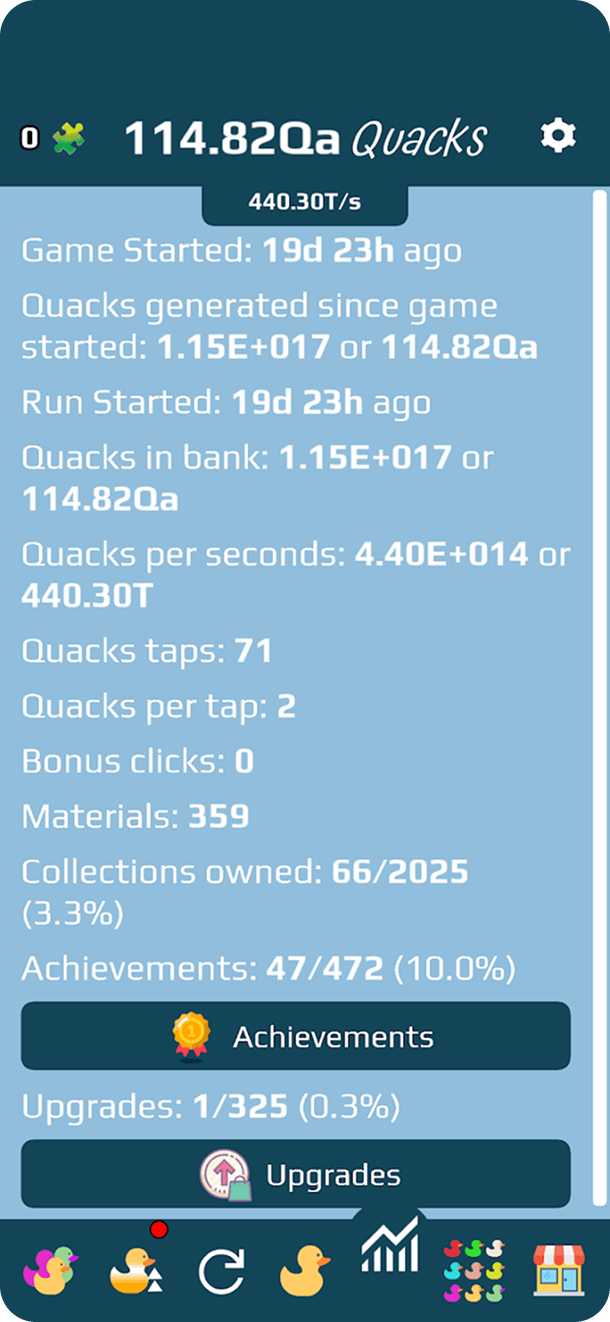 0
114.82Qa Quacks
440.30T/s
Game Started: 19d 23h ago
Quacks generated since game
started: 1.15E+017 or 114.82Qa
Run Started: 19d 23h ago
Quacks in bank: 1.15E+017 or
114.82Qa
Quacks per seconds: 4.40E+014 or
440.30T
Quacks taps: 71
Quacks per tap: 2
Bonus clicks: 0
Materials: 359
Collections owned: 66/2025
(3.3%)
Achievements: 47/472 (10.0%)
1
Achievements
Upgrades: 1/325 (0.3%)
Upgrades